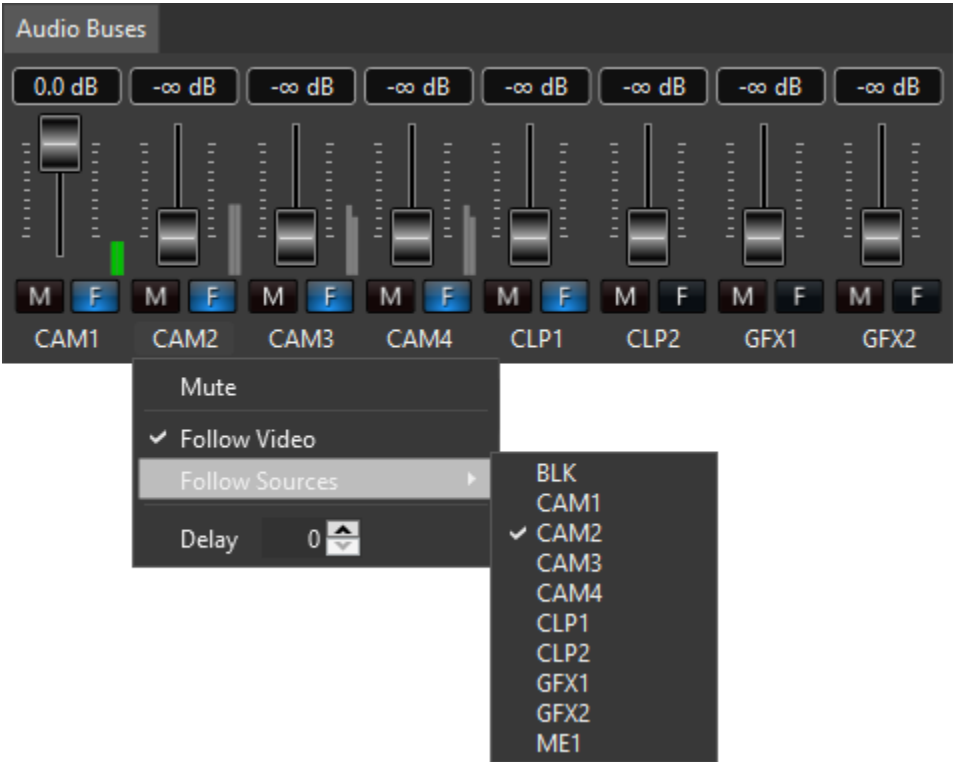 Audio Buses
0.0 dB -∞ dB -∞ dB -∞ dB -∞ dB -∞ dB -∞ dB -∞ dB
M F M F M F M F M F M F M F M F
CAM1 CAM2 CAM3 CAM4 CLP1 CLP2 GFX1 GFX2
Mute
Follow Video
Follow Sources
Delay 0
BLK
CAM1
CAM2
CAM3
CAM4
CLP1
CLP2
GFX1
GFX2
ME1